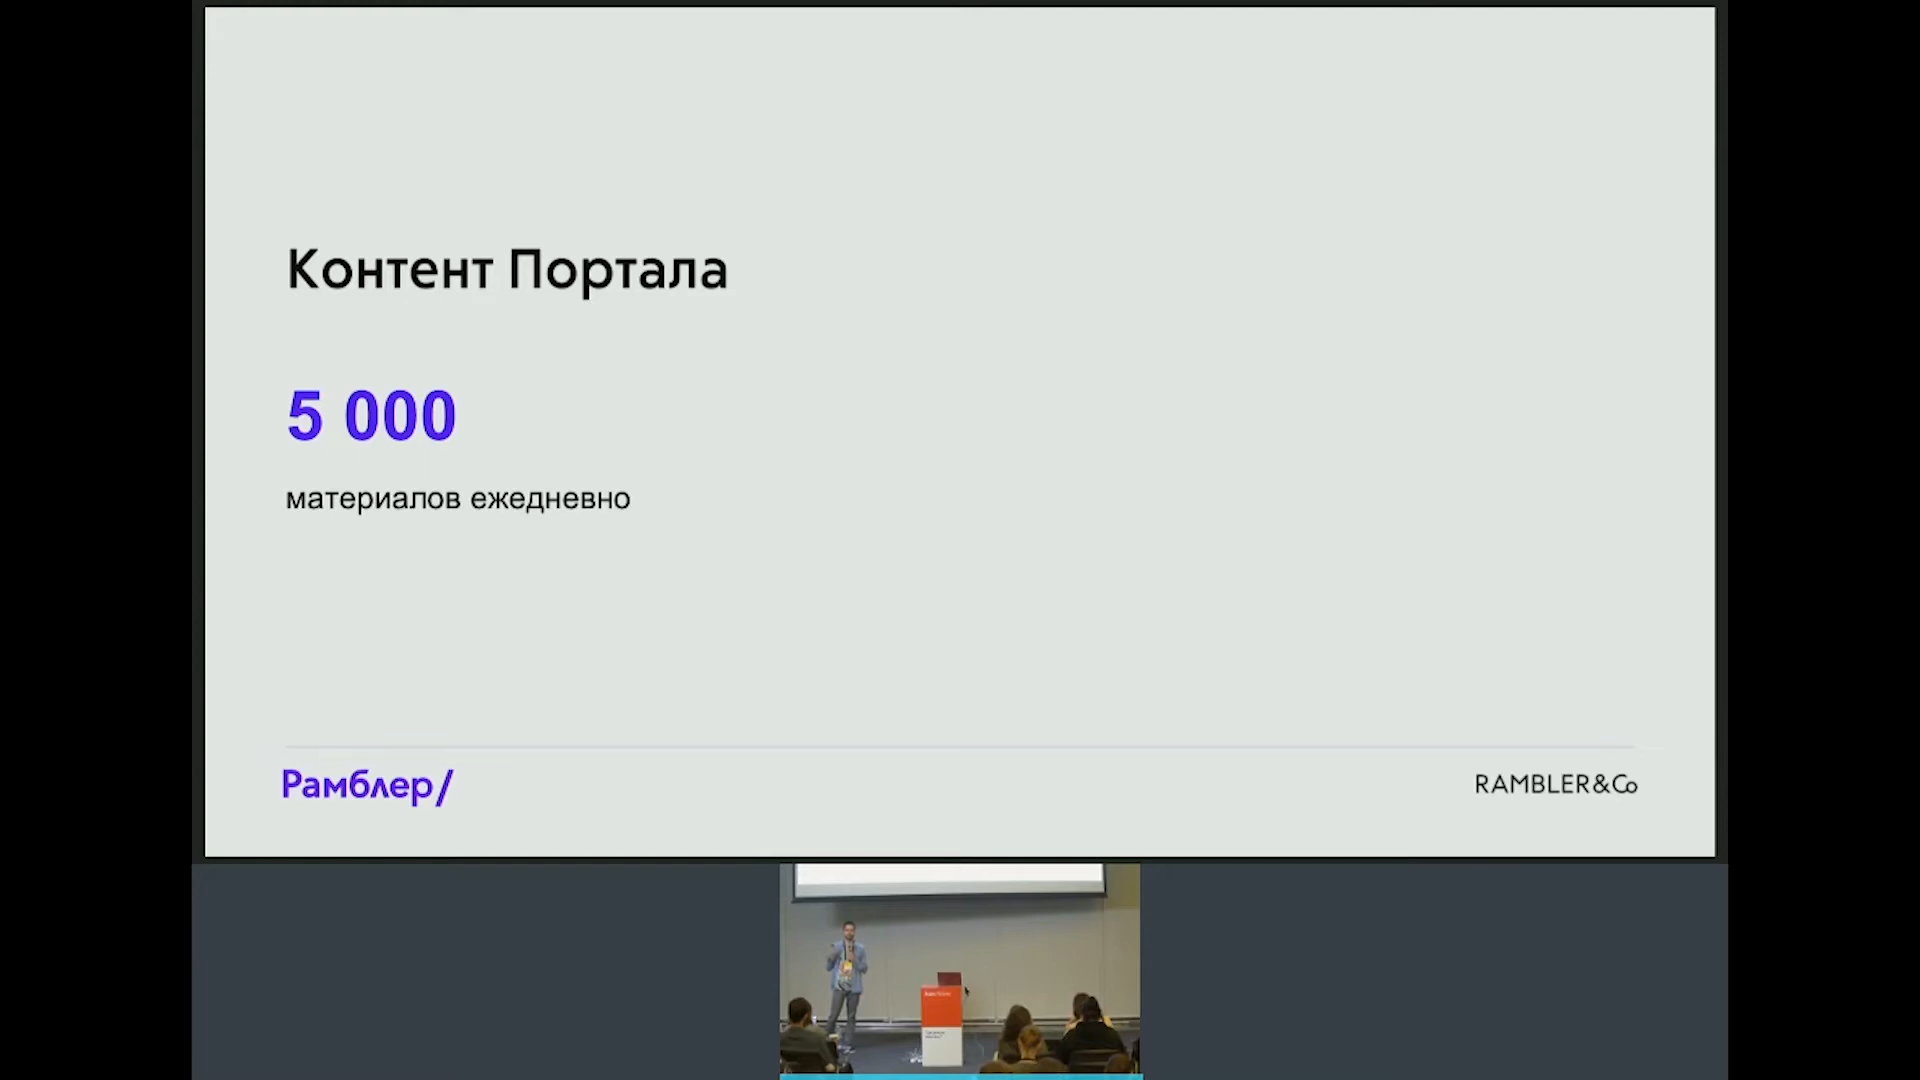 Контент Портала
5 000
материалов ежедневно
Рамблер/
RAMBLER&Co